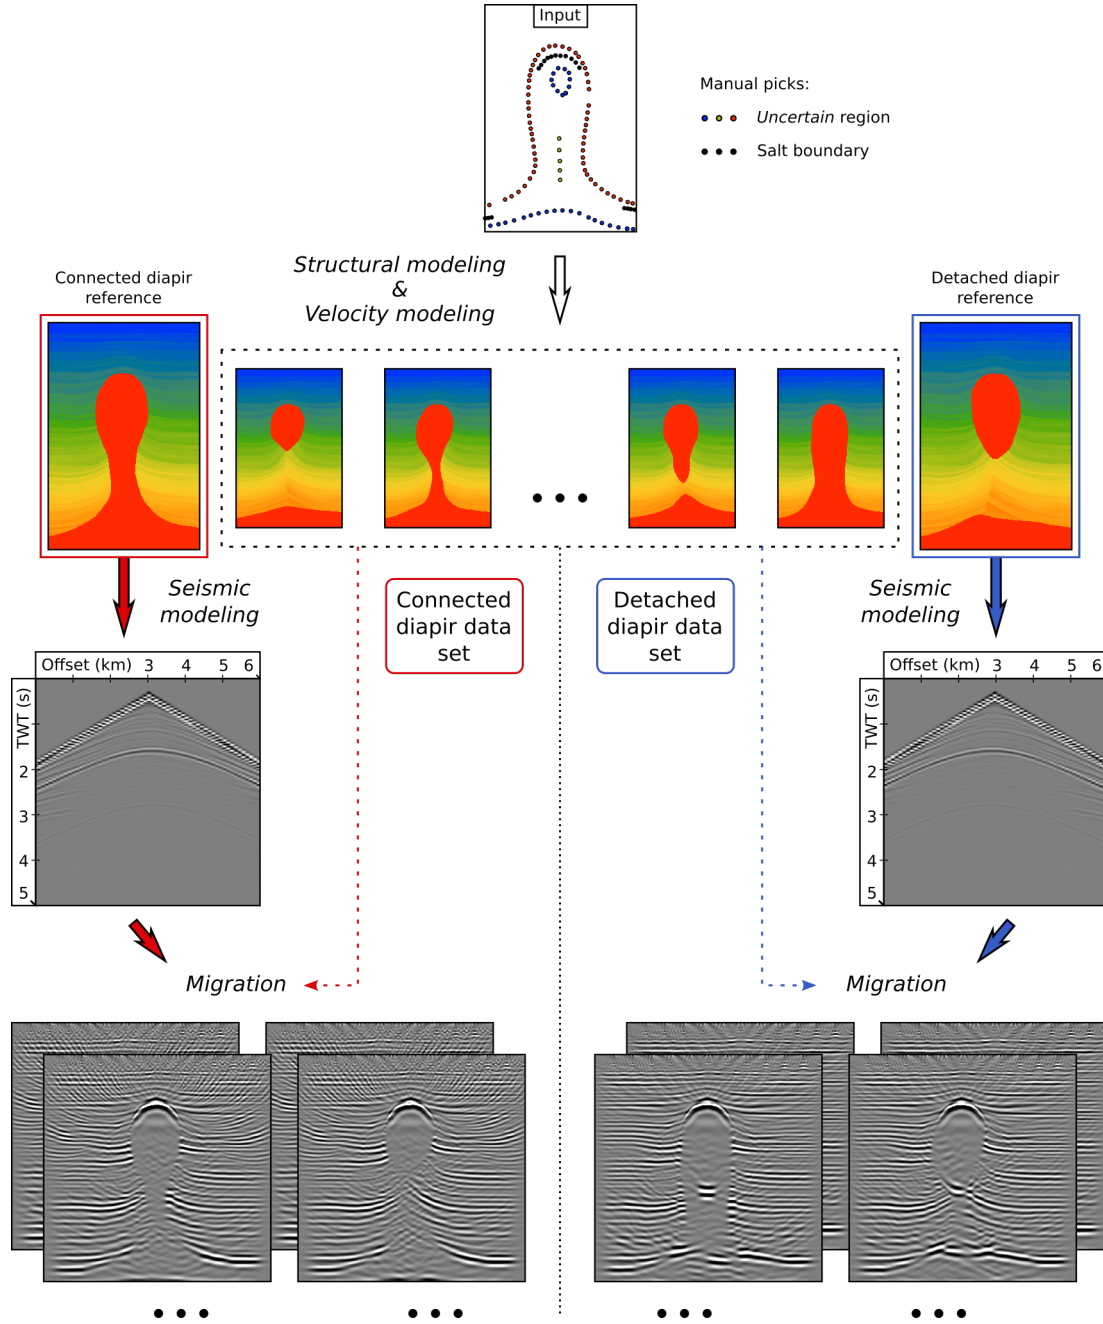 Input
Manual picks:
Uncertain region
Salt boundary
Structural modeling
&
Velocity modeling
Connected diapir
reference
Detached diapir
reference
Seismic
modeling
Connected
diapir data
set
Detached
diapir data
set
Seismic
modeling
Offset (km) 3 4 5 6
TWT (s)
2
3
4
5
Offset (km) 3 4 5 6
TWT (s)
2
3
4
5
Migration
Migration